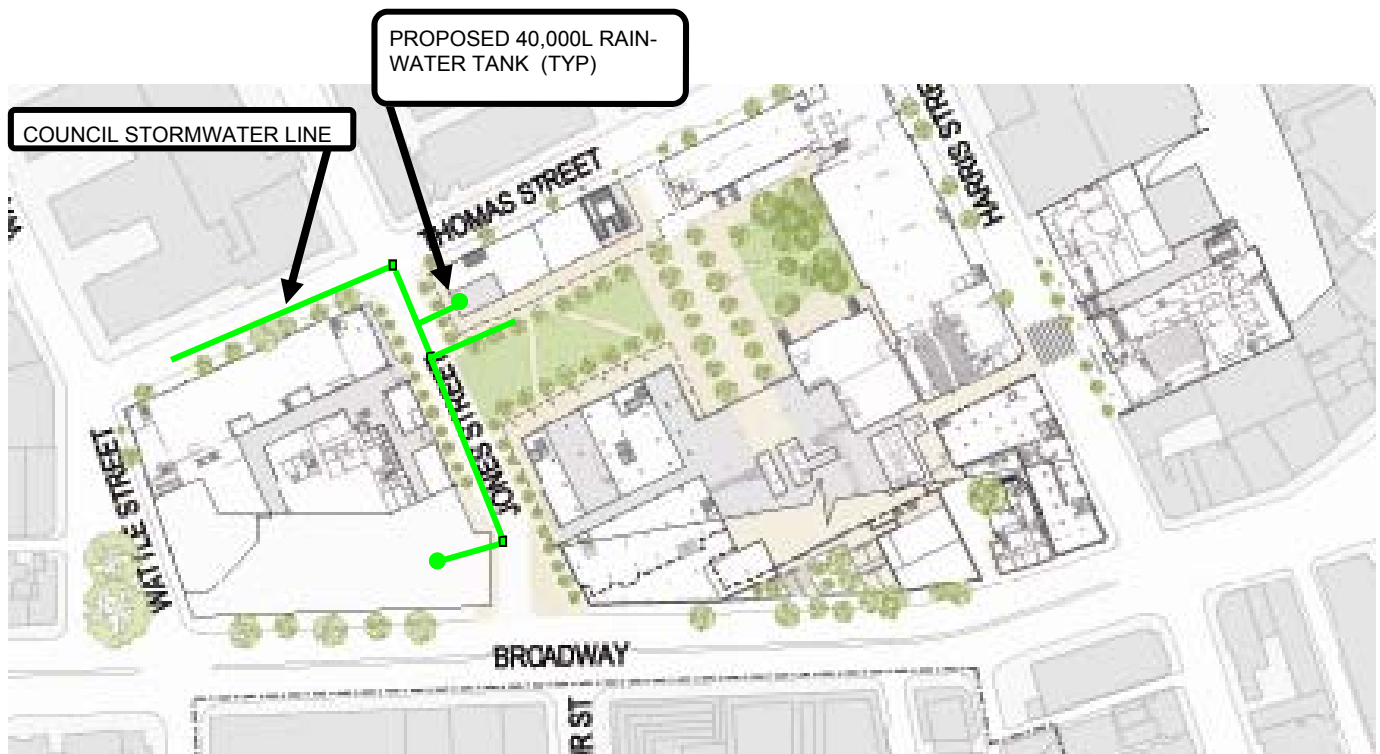 PROPOSED 40,000L RAIN-
WATER TANK (TYP)
COUNCIL STORMWATER LINE
THOMAS STREET
HARRIS STRE
JONES STREET
WATTLE STREET
BROADWAY
R ST